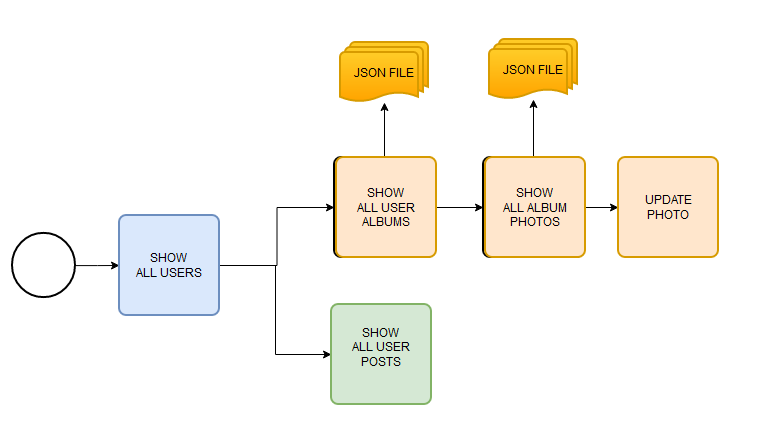 JSON FILE
JSON FILE
SHOW
ALL USERS
SHOW
ALL USER
ALBUMS
SHOW
ALL ALBUM
PHOTOS
UPDATE
PHOTO
SHOW
ALL USER
POSTS